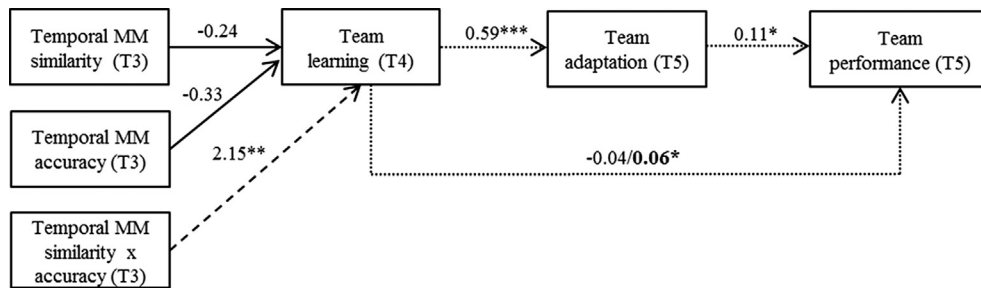 Temporal MM
similarity (T3)
-0.24
Team
learning (T4)
0.59***
Team
adaptation (T5)
0.11*
Team
performance (T5)
-0.33
Temporal MM
accuracy (T3)
2.15**
-0.04/0.06*
Temporal MM
similarity x
accuracy (T3)